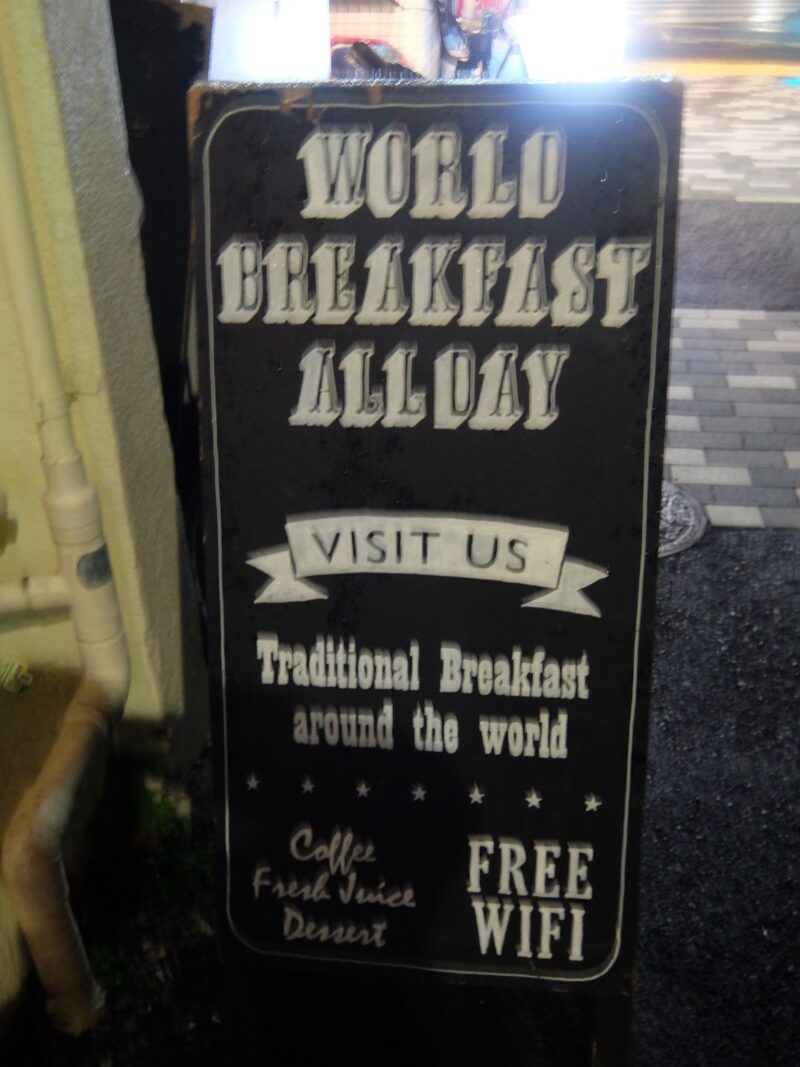 WORLD
BREAKFAST
ALL DAY
VISIT US
Traditional Breakfast
around the world
Coffee
Fresh Juice
Dessert
FREE
WIFI